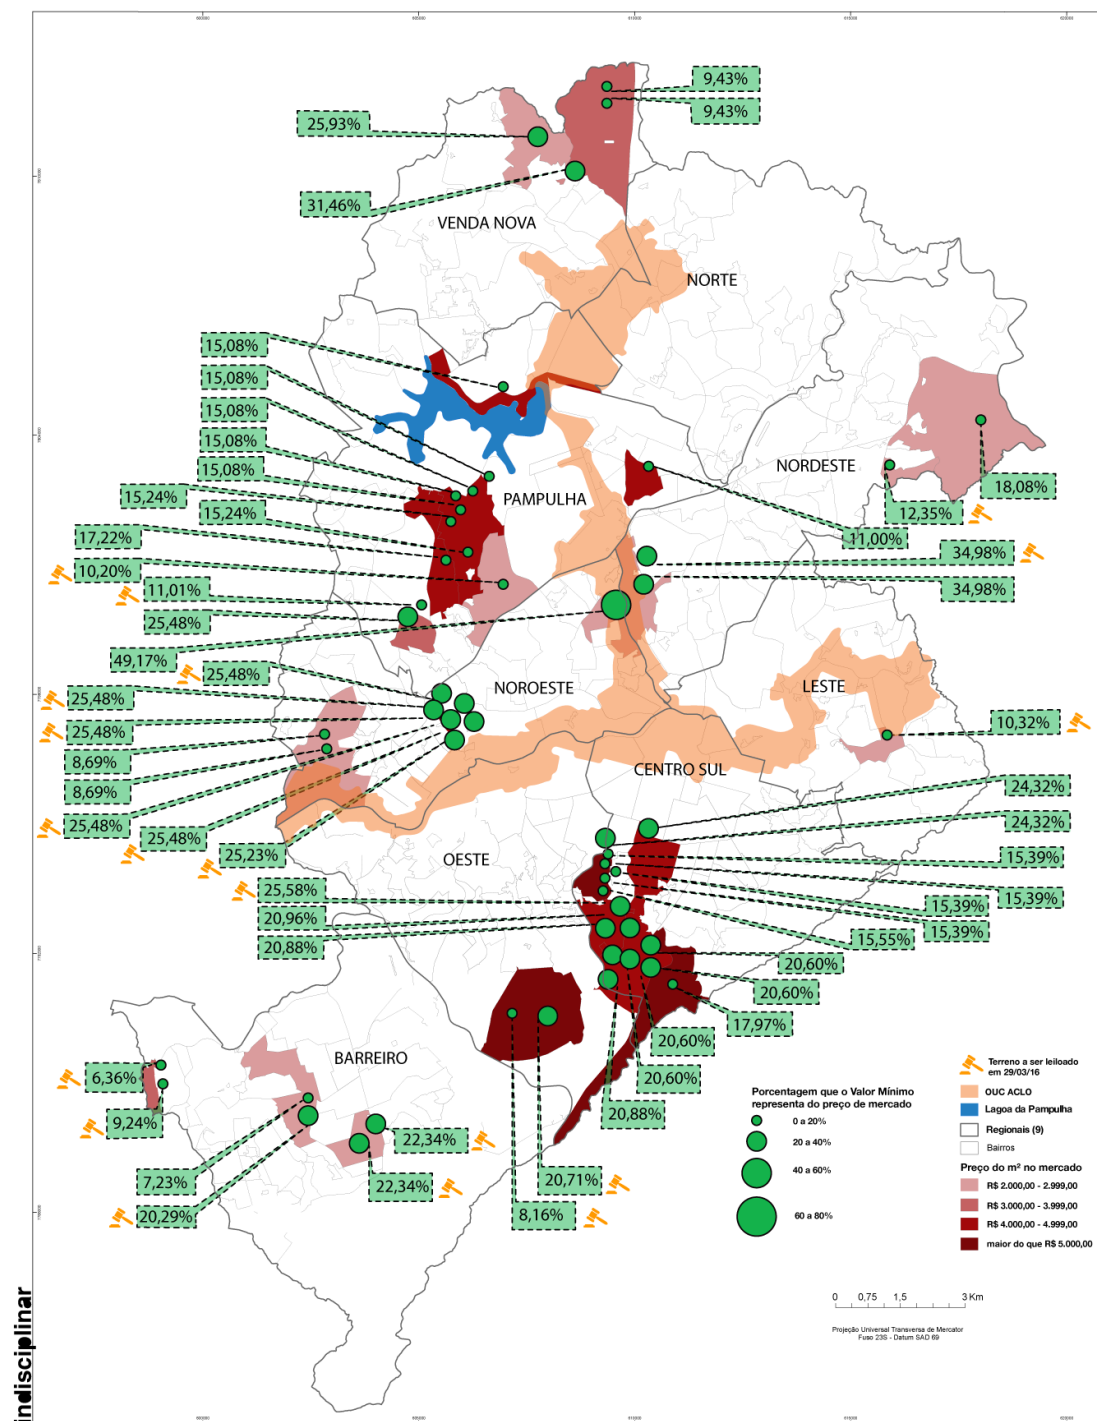 9,43%
9,43%
25,93%
31,46%
VENDA NOVA
NORTE
15,08%
15,08%
15,08%
15,08%
15,08%
15,24%
15,24%
17,22%
10,20%
11,01%
25,48%
49,17%
PAMPULHA
NORDESTE
18,08%
12,35%
11,00%
34,98%
34,98%
25,48%
25,48%
25,48%
8,69%
8,69%
25,48%
25,48%
25,23%
NOROESTE
LESTE
10,32%
CENTRO SUL
24,32%
24,32%
OESTE
15,39%
15,39%
15,39%
15,39%
15,55%
25,58%
20,96%
20,88%
20,60%
20,60%
17,97%
20,60%
20,60%
20,88%
BARREIRO
6,36%
9,24%
7,23%
20,29%
22,34%
22,34%
20,71%
8,16%
Porcentagem que o Valor Mínimo
representa do preço de mercado
0 a 20%
20 a 40%
40 a 60%
60 a 80%
Terreno a ser leiloado
em 29/03/16
OUC ACLO
Lagoa da Pampulha
Regionais (9)
Bairros
Preço do m² no mercado
R$ 2.000,00 - 2.999,00
R$ 3.000,00 - 3.999,00
R$ 4.000,00 - 4.999,00
maior do que R$ 5.000,00
0 0,75 1,5 3 Km
Projeção Universal Transversa de Mercator
Fuso 23S - Datum SAD 69
indisciplinar